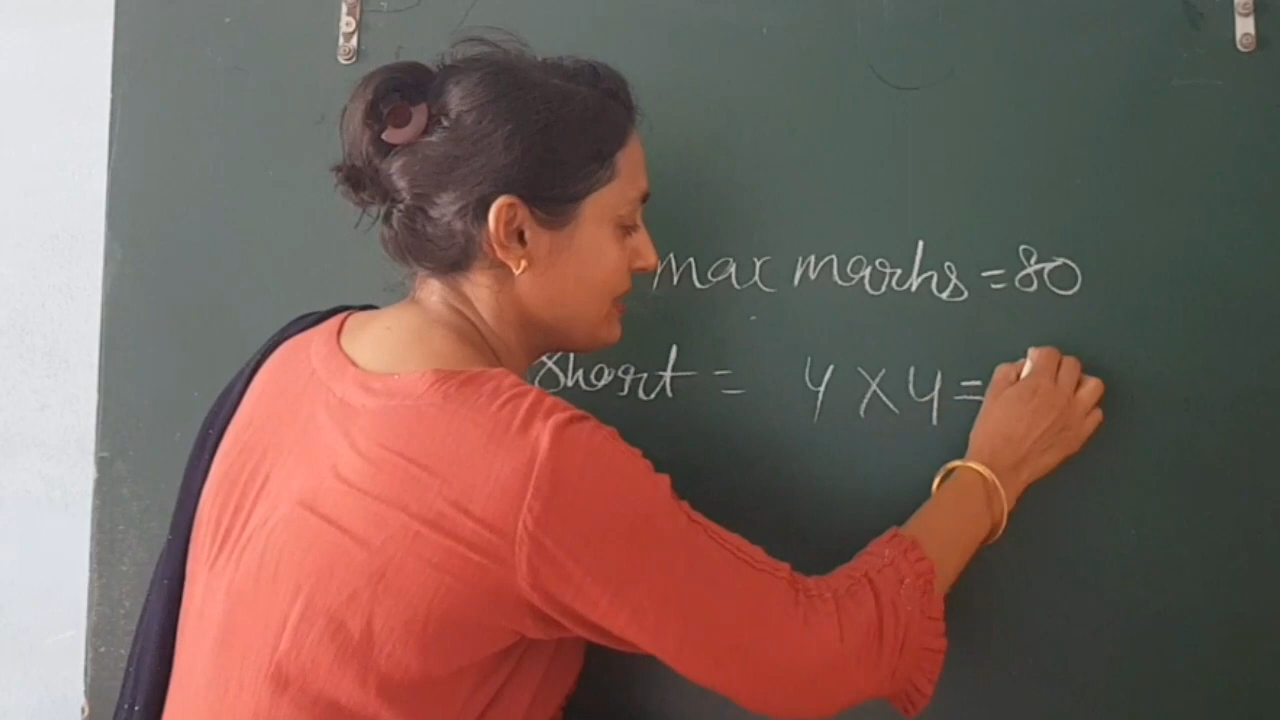 max marks = 80
Short = 4 X 4 =